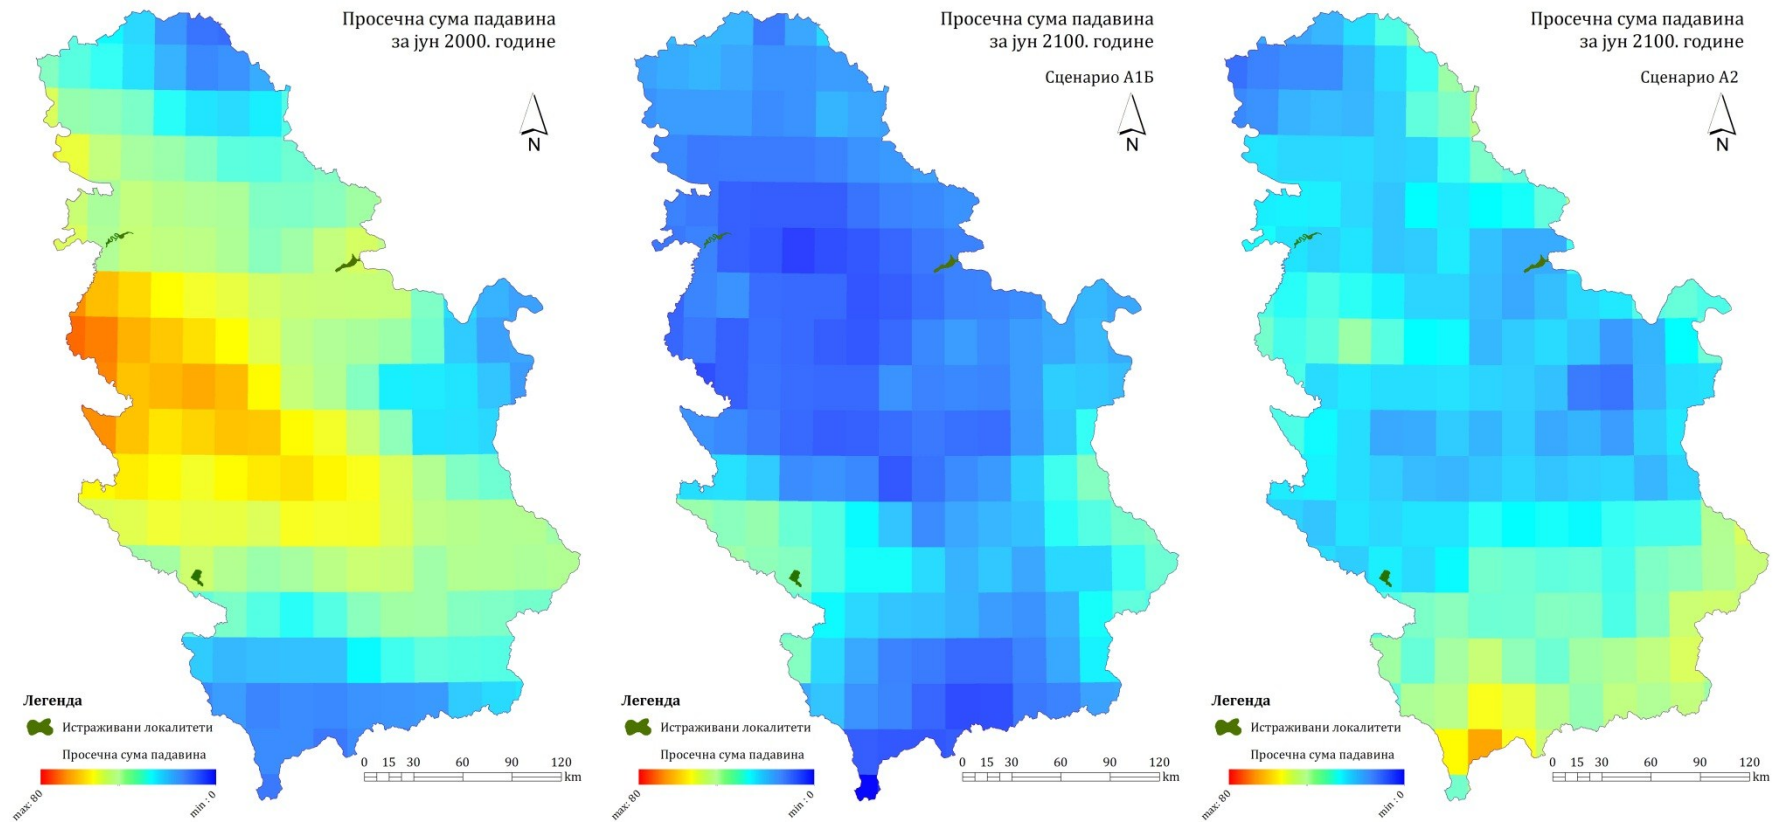 Просечна сума падавина
за јун 2000. године
N
Легенда
Истраживани локалитети
Просечна сума падавина
max: 80
min : 0
0 15 30 60 90 120
km
Просечна сума падавина
за јун 2100. године
Сценарио А1Б
N
Легенда
Истраживани локалитети
Просечна сума падавина
max: 80
min : 0
0 15 30 60 90 120
km
Просечна сума падавина
за јун 2100. године
Сценарио А2
N
Легенда
Истраживани локалитети
Просечна сума падавина
max: 80
min : 0
0 15 30 60 90 120
km